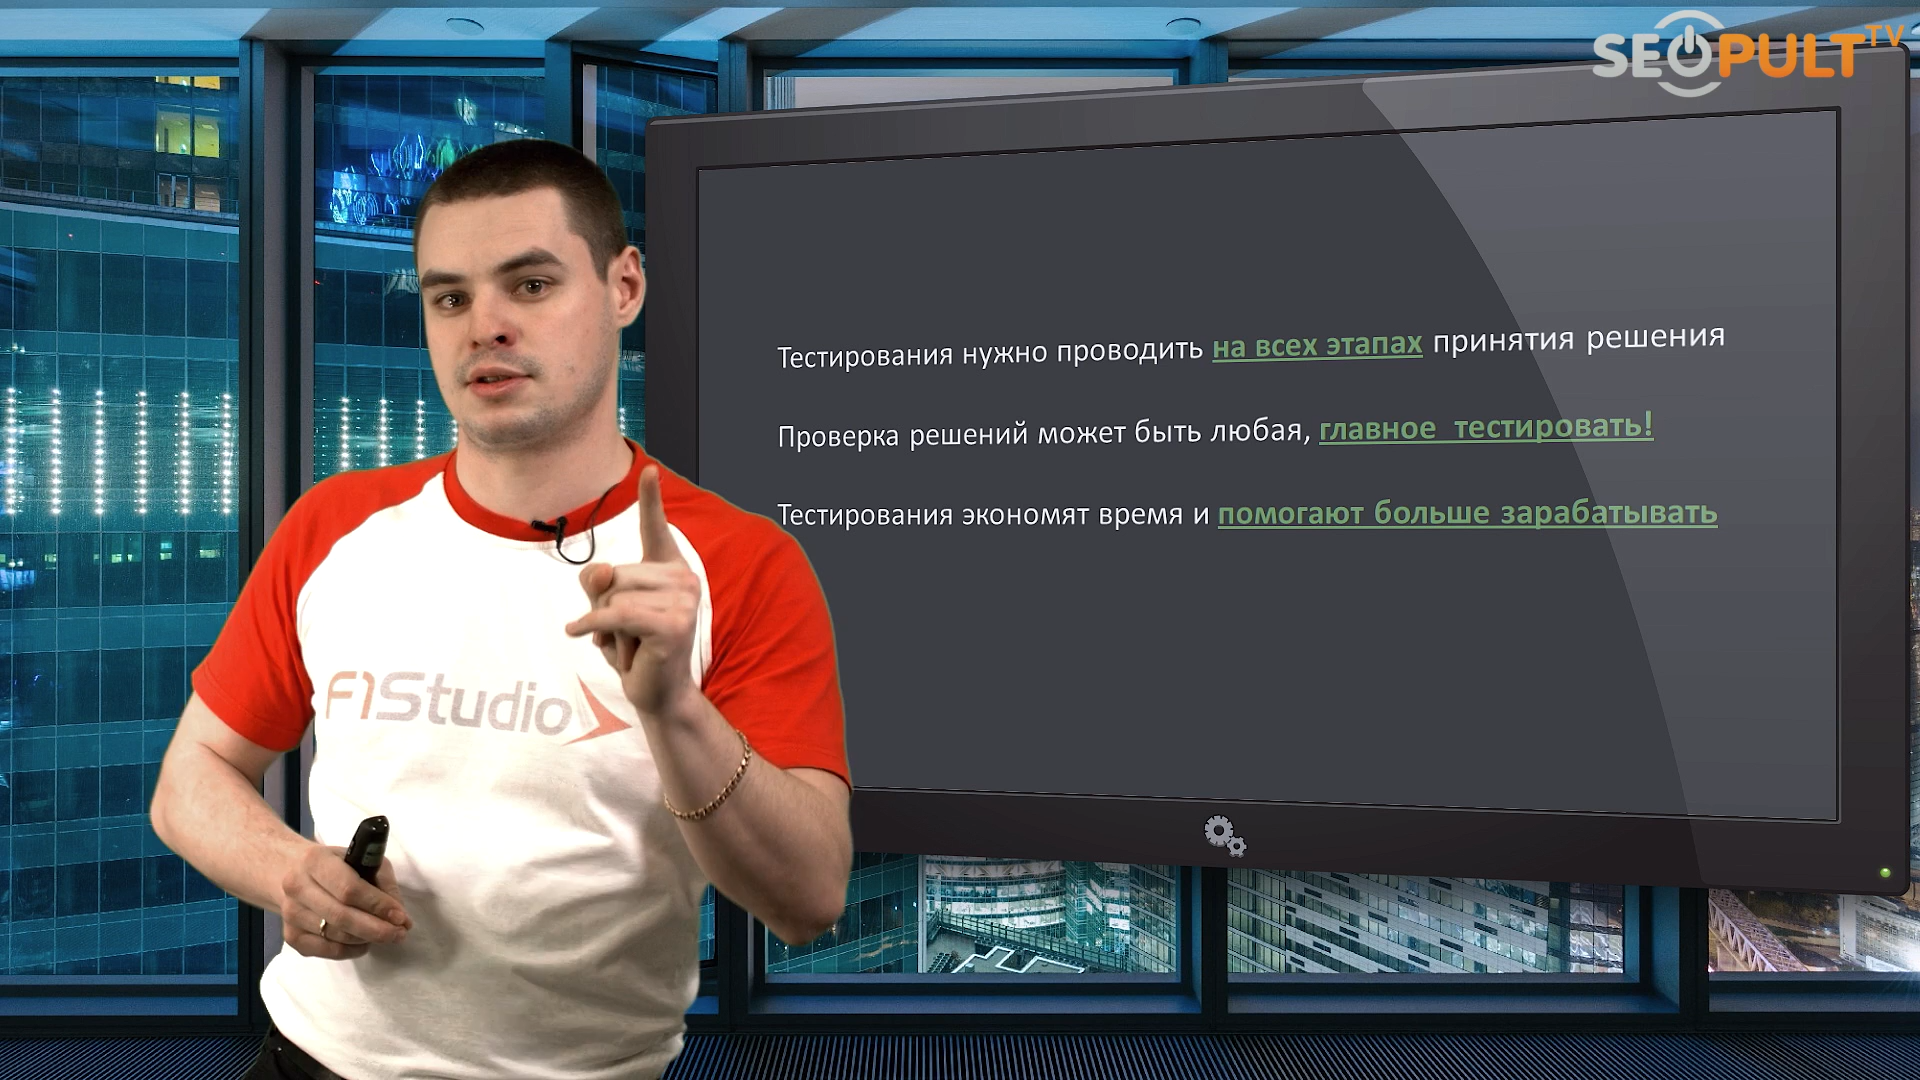 SEOPULT TV
Тестирования нужно проводить на всех этапах принятия решения
Проверка решений может быть любая, главное тестировать!
Тестирования экономят время и помогают больше зарабатывать
F1Studio